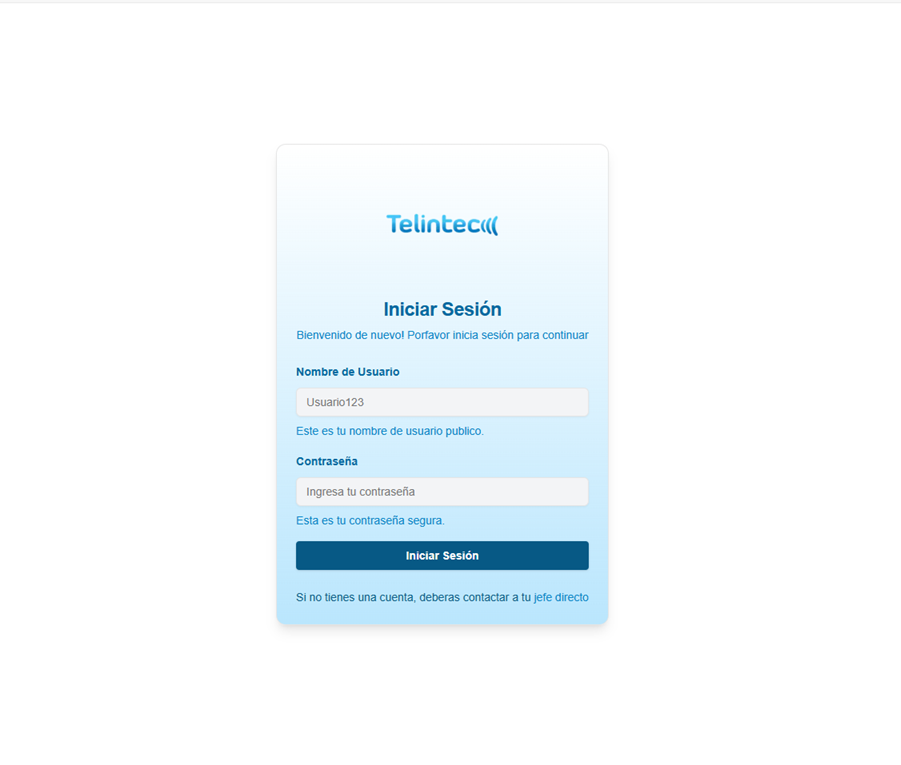 Telintec
Iniciar Sesión
Bienvenido de nuevo! Porfavor inicia sesión para continuar
Nombre de Usuario
Usuario123
Este es tu nombre de usuario publico.
Contraseña
Ingresa tu contraseña
Esta es tu contraseña segura.
Iniciar Sesión
Si no tienes una cuenta, deberas contactar a tu jefe directo